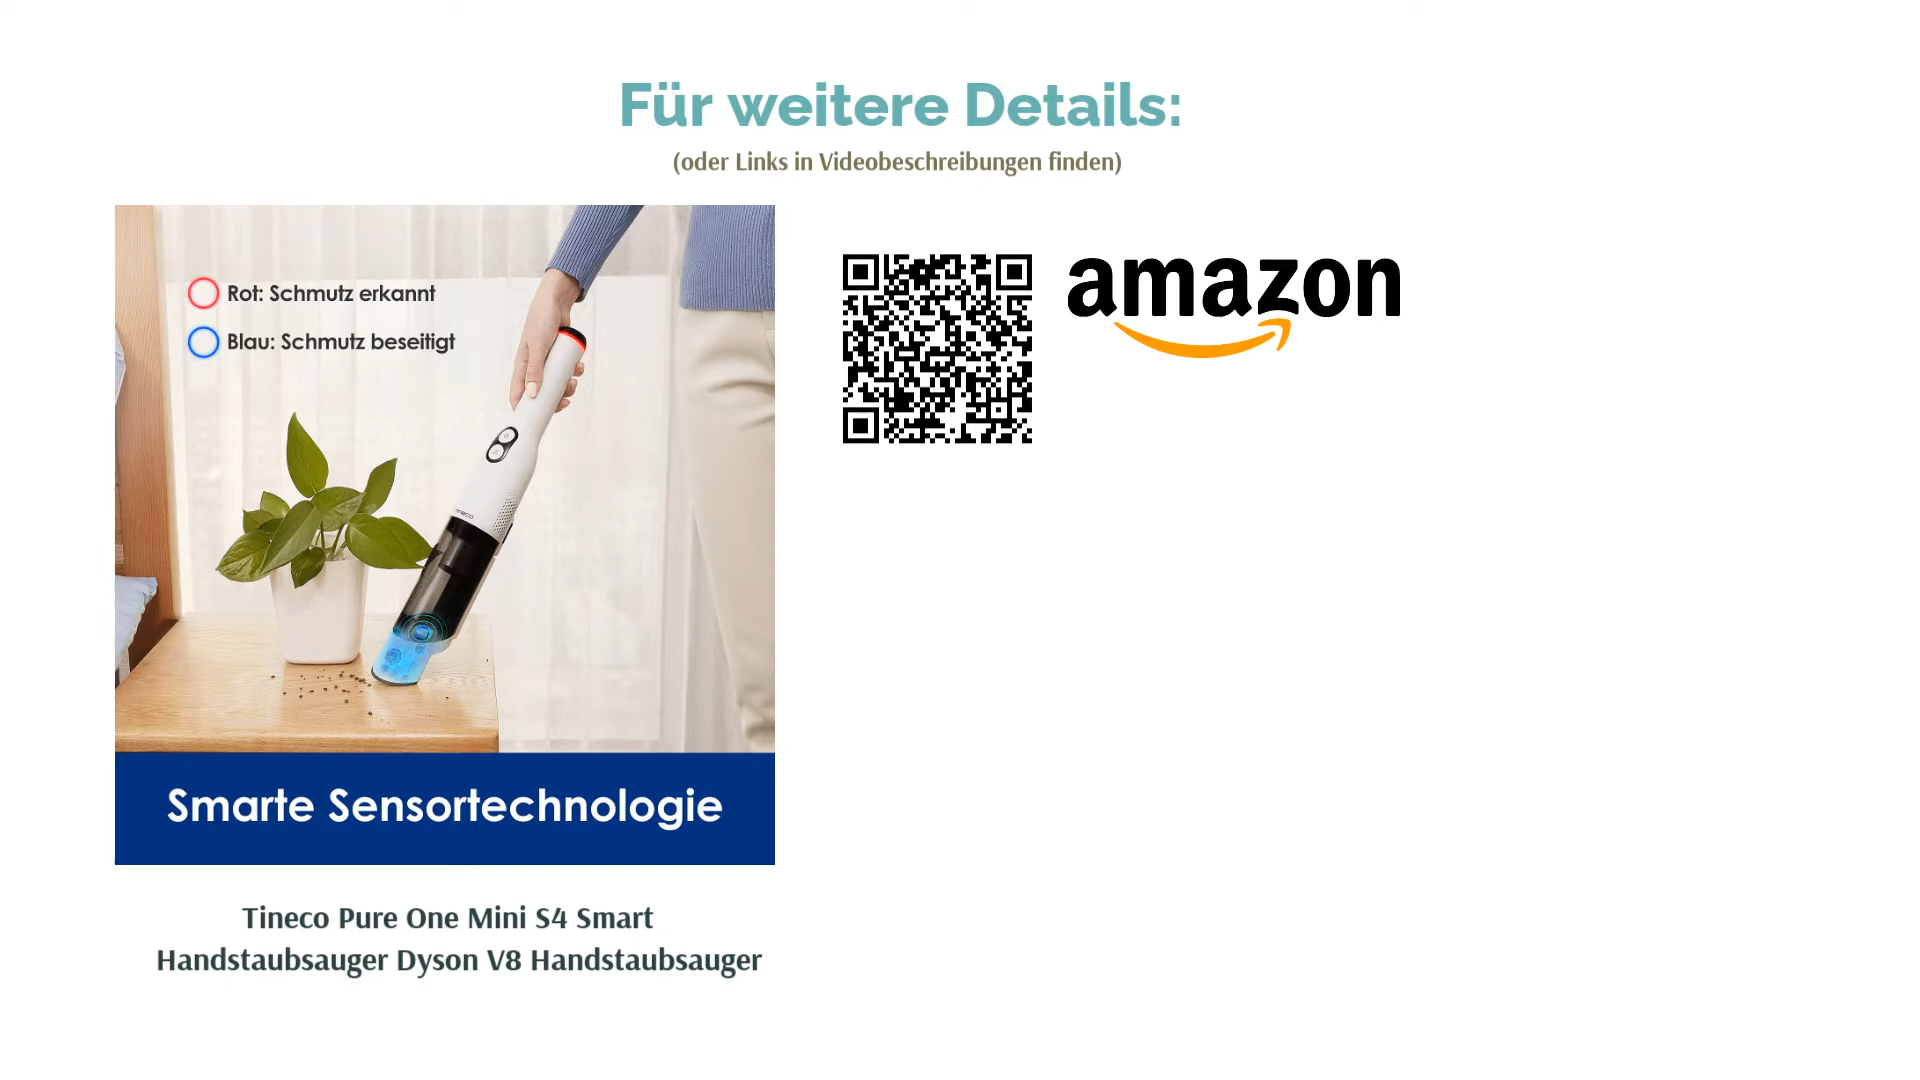 Für weitere Details:
(oder Links in Videobeschreibungen finden)
Rot: Schmutz erkannt
Blau: Schmutz beseitigt
amazon
tineco
Smarte Sensortechnologie
Tineco Pure One Mini S4 Smart
Handstaubsauger Dyson V8 Handstaubsauger